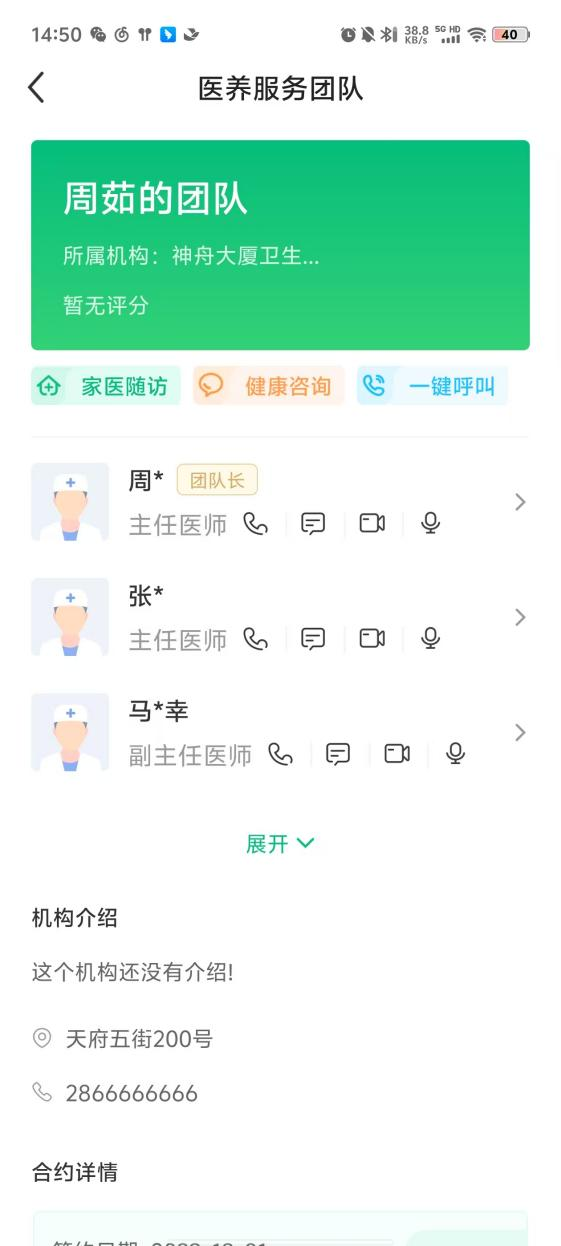 14:50 38.8 KB/s 5G HD 40
医养服务团队
周茹的团队
所属机构：神舟大厦卫生...
暂无评分
家医随访 健康咨询 一键呼叫
周* 团队长
主任医师
张*
主任医师
马*幸
副主任医师
展开
机构介绍
这个机构还没有介绍!
天府五街200号
2866666666
合约详情